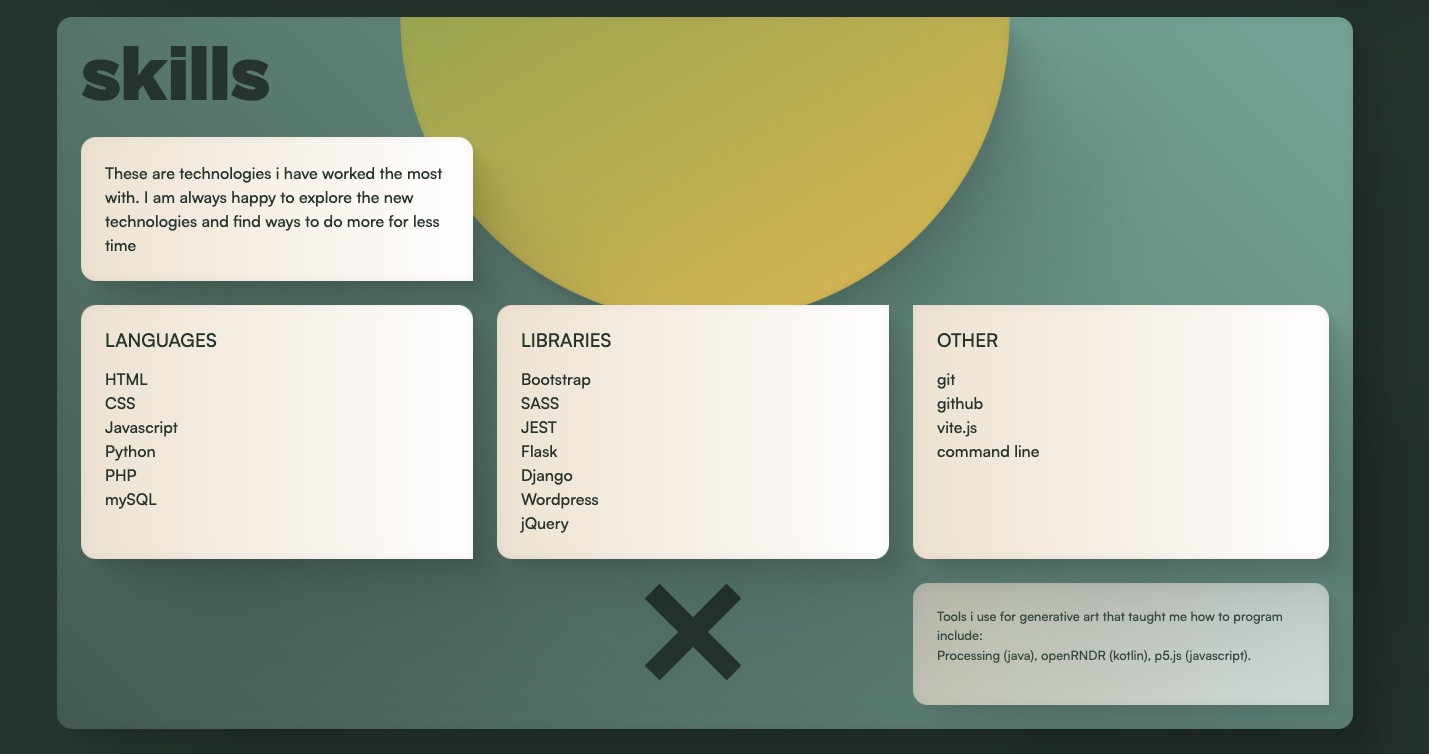 skills
These are technologies i have worked the most
with. I am always happy to explore the new
technologies and find ways to do more for less
time
LANGUAGES
HTML
CSS
Javascript
Python
PHP
mySQL
LIBRARIES
Bootstrap
SASS
JEST
Flask
Django
Wordpress
jQuery
OTHER
git
github
vite.js
command line
Tools i use for generative art that taught me how to program
include:
Processing (java), openRNDR (kotlin), p5.js (javascript).